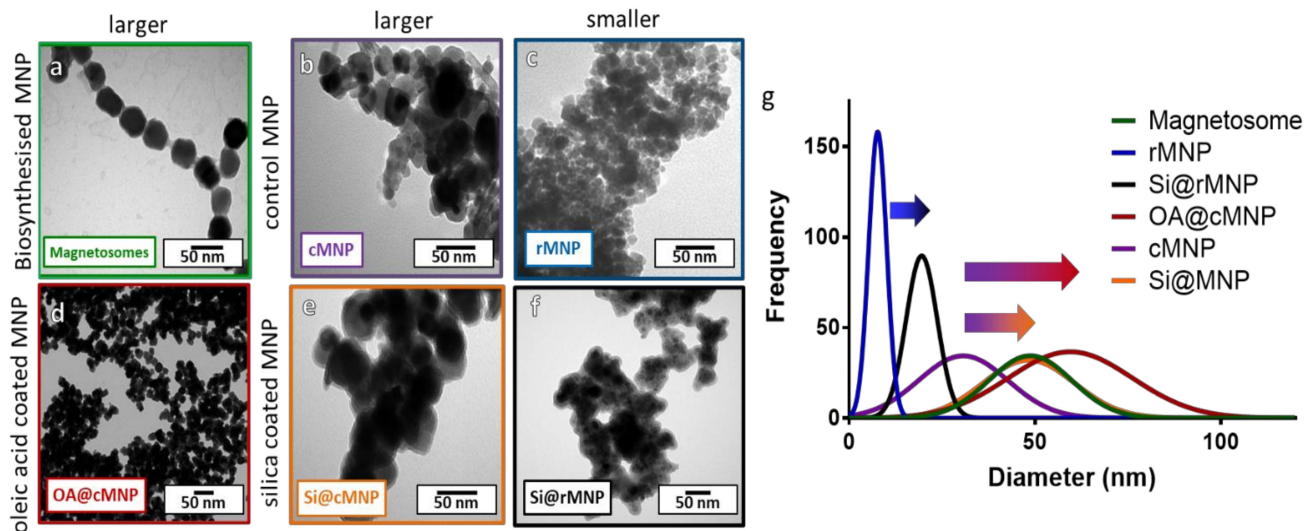 larger
larger
smaller
Biosynthesised MNP
a
Magnetosomes
50 nm
control MNP
b
cMNP
50 nm
c
rMNP
50 nm
oleic acid coated MNP
d
OA@cMNP
50 nm
silica coated MNP
e
Si@cMNP
50 nm
f
Si@rMNP
50 nm
g
Frequency
150
100
50
0
0
50
100
Diameter (nm)
Magnetosome
rMNP
Si@rMNP
OA@cMNP
cMNP
Si@MNP